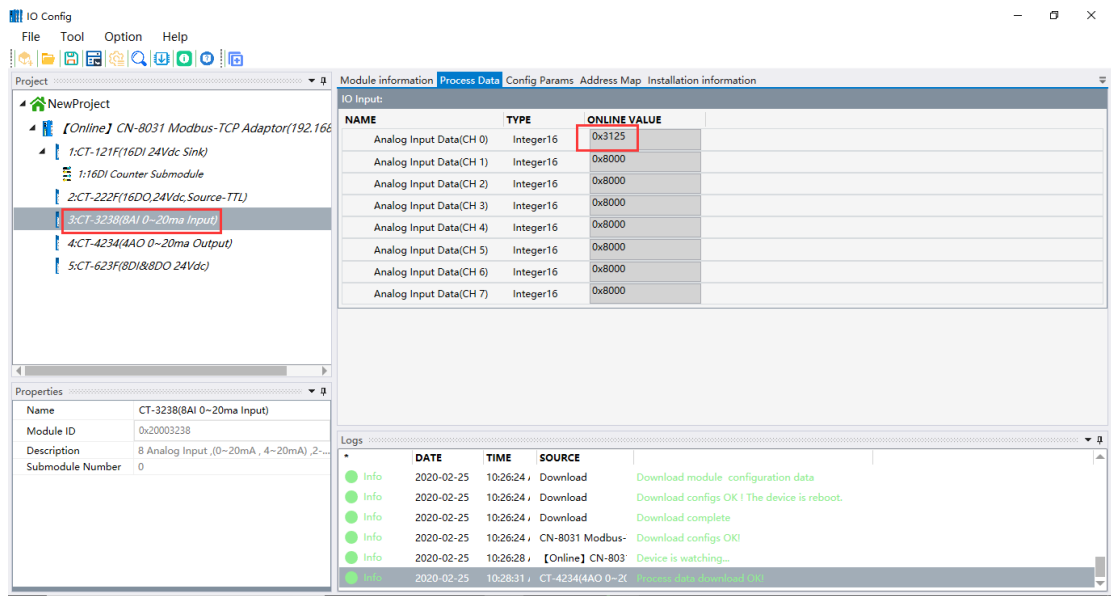 IO Config
File Tool Option Help
Project
NewProject
【Online】CN-8031 Modbus-TCP Adaptor(192.168
1:CT-121F(16DI 24Vdc Sink)
1:16DI Counter Submodule
2:CT-222F(16DO,24Vdc,Source-TTL)
3:CT-3238(8AI 0~20ma Input)
4:CT-4234(4AO 0~20ma Output)
5:CT-623F(8DI&8DO 24Vdc)
Properties
Name CT-3238(8AI 0~20ma Input)
Module ID 0x20003238
Description 8 Analog Input ,(0~20mA , 4~20mA) ,2-...
Submodule Number 0
Module information Process Data Config Params Address Map Installation information
IO Input:
NAME TYPE ONLINE VALUE
Analog Input Data(CH 0) Integer16 0x3125
Analog Input Data(CH 1) Integer16 0x8000
Analog Input Data(CH 2) Integer16 0x8000
Analog Input Data(CH 3) Integer16 0x8000
Analog Input Data(CH 4) Integer16 0x8000
Analog Input Data(CH 5) Integer16 0x8000
Analog Input Data(CH 6) Integer16 0x8000
Analog Input Data(CH 7) Integer16 0x8000
Logs
* DATE TIME SOURCE
Info 2020-02-25 10:26:24 Download Download module configuration data
Info 2020-02-25 10:26:24 Download Download configs OK ! The device is reboot.
Info 2020-02-25 10:26:24 Download Download complete
Info 2020-02-25 10:26:24 CN-8031 Modbus- Download configs OK!
Info 2020-02-25 10:26:28 【Online】CN-803 Device is watching...
Info 2020-02-25 10:28:31 CT-4234(4AO 0~2 Process data download OK!